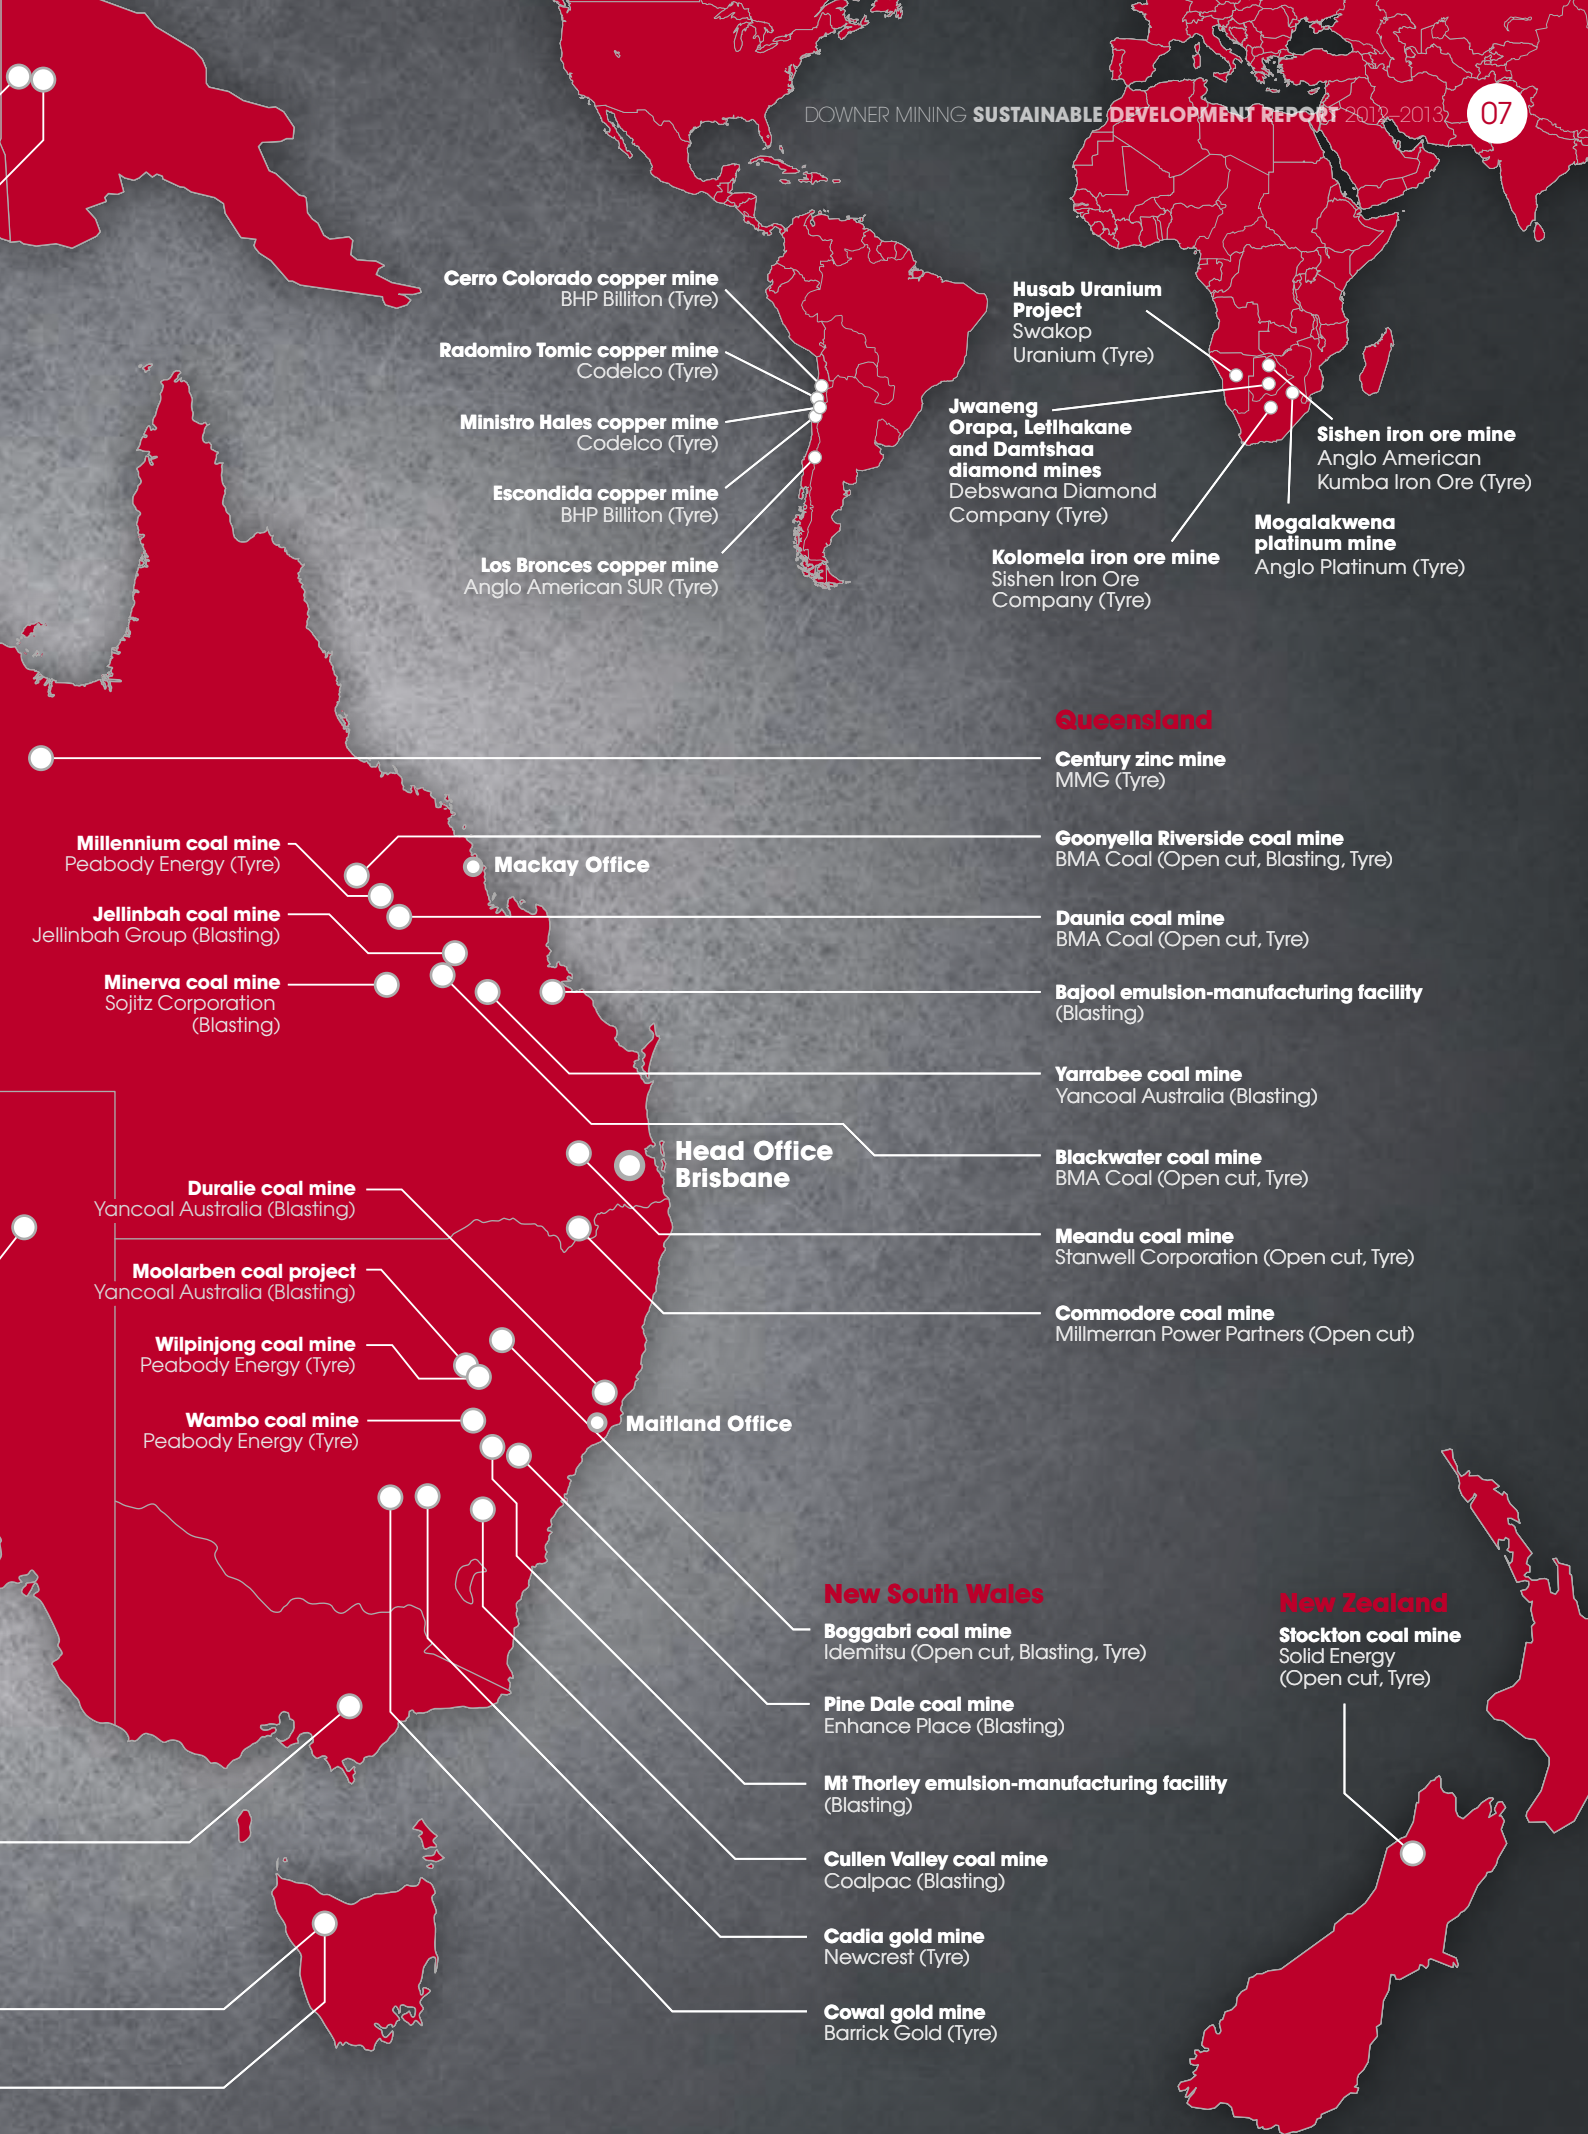 DOWNER MINING SUSTAINABLE DEVELOPMENT REPORT 2012–2013
07
Cerro Colorado copper mine
BHP Billiton (Tyre)
Radomiro Tomic copper mine
Codelco (Tyre)
Ministro Hales copper mine
Codelco (Tyre)
Escondida copper mine
BHP Billiton (Tyre)
Los Bronces copper mine
Anglo American SUR (Tyre)
Husab Uranium
Project
Swakop
Uranium (Tyre)
Jwaneng
Orapa, Letlhakane
and Damtshaa
diamond mines
Debswana Diamond
Company (Tyre)
Kolomela iron ore mine
Sishen Iron Ore
Company (Tyre)
Sishen iron ore mine
Anglo American
Kumba Iron Ore (Tyre)
Mogalakwena
platinum mine
Anglo Platinum (Tyre)
Queensland
Century zinc mine
MMG (Tyre)
Goonyella Riverside coal mine
BMA Coal (Open cut, Blasting, Tyre)
Daunia coal mine
BMA Coal (Open cut, Tyre)
Bajool emulsion-manufacturing facility
(Blasting)
Yarrabee coal mine
Yancoal Australia (Blasting)
Blackwater coal mine
BMA Coal (Open cut, Tyre)
Meandu coal mine
Stanwell Corporation (Open cut, Tyre)
Commodore coal mine
Millmerran Power Partners (Open cut)
Millennium coal mine
Peabody Energy (Tyre)
Jellinbah coal mine
Jellinbah Group (Blasting)
Minerva coal mine
Sojitz Corporation
(Blasting)
Mackay Office
Head Office
Brisbane
Duralie coal mine
Yancoal Australia (Blasting)
Moolarben coal project
Yancoal Australia (Blasting)
Wilpinjong coal mine
Peabody Energy (Tyre)
Wambo coal mine
Peabody Energy (Tyre)
Maitland Office
New South Wales
Boggabri coal mine
Idemitsu (Open cut, Blasting, Tyre)
Pine Dale coal mine
Enhance Place (Blasting)
Mt Thorley emulsion-manufacturing facility
(Blasting)
Cullen Valley coal mine
Coalpac (Blasting)
Cadia gold mine
Newcrest (Tyre)
Cowal gold mine
Barrick Gold (Tyre)
New Zealand
Stockton coal mine
Solid Energy
(Open cut, Tyre)